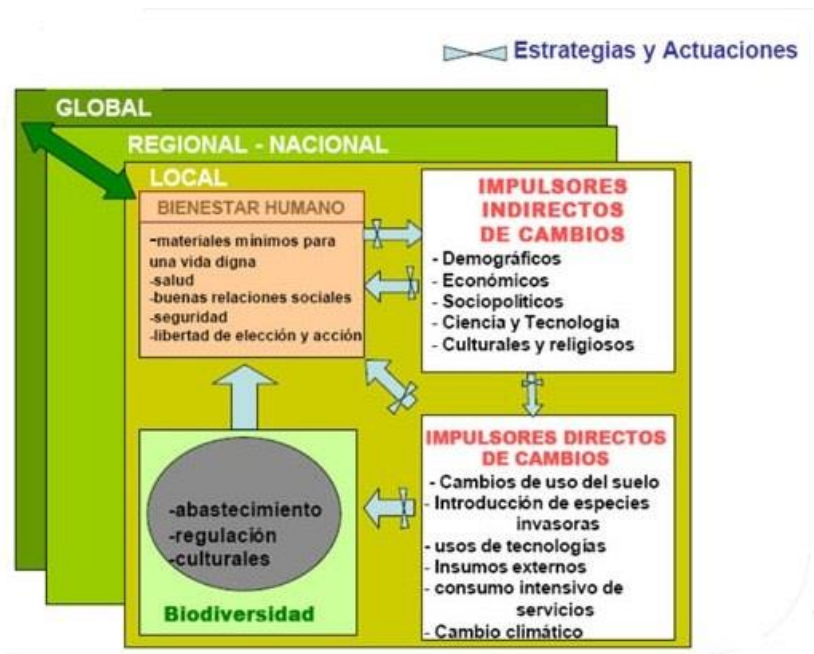 Estrategias y Actuaciones
GLOBAL
REGIONAL - NACIONAL
LOCAL
BIENESTAR HUMANO
-materiales mínimos para
una vida digna
-salud
-buenas relaciones sociales
-seguridad
-libertad de elección y acción
IMPULSORES
INDIRECTOS
DE CAMBIOS
- Demográficos
- Económicos
- Sociopolíticos
- Ciencia y Tecnología
- Culturales y religiosos
-abastecimiento
-regulación
-culturales
Biodiversidad
IMPULSORES DIRECTOS
DE CAMBIOS
- Cambios de uso del suelo
- Introducción de especies
invasoras
- usos de tecnologías
- Insumos externos
- consumo intensivo de
servicios
- Cambio climático